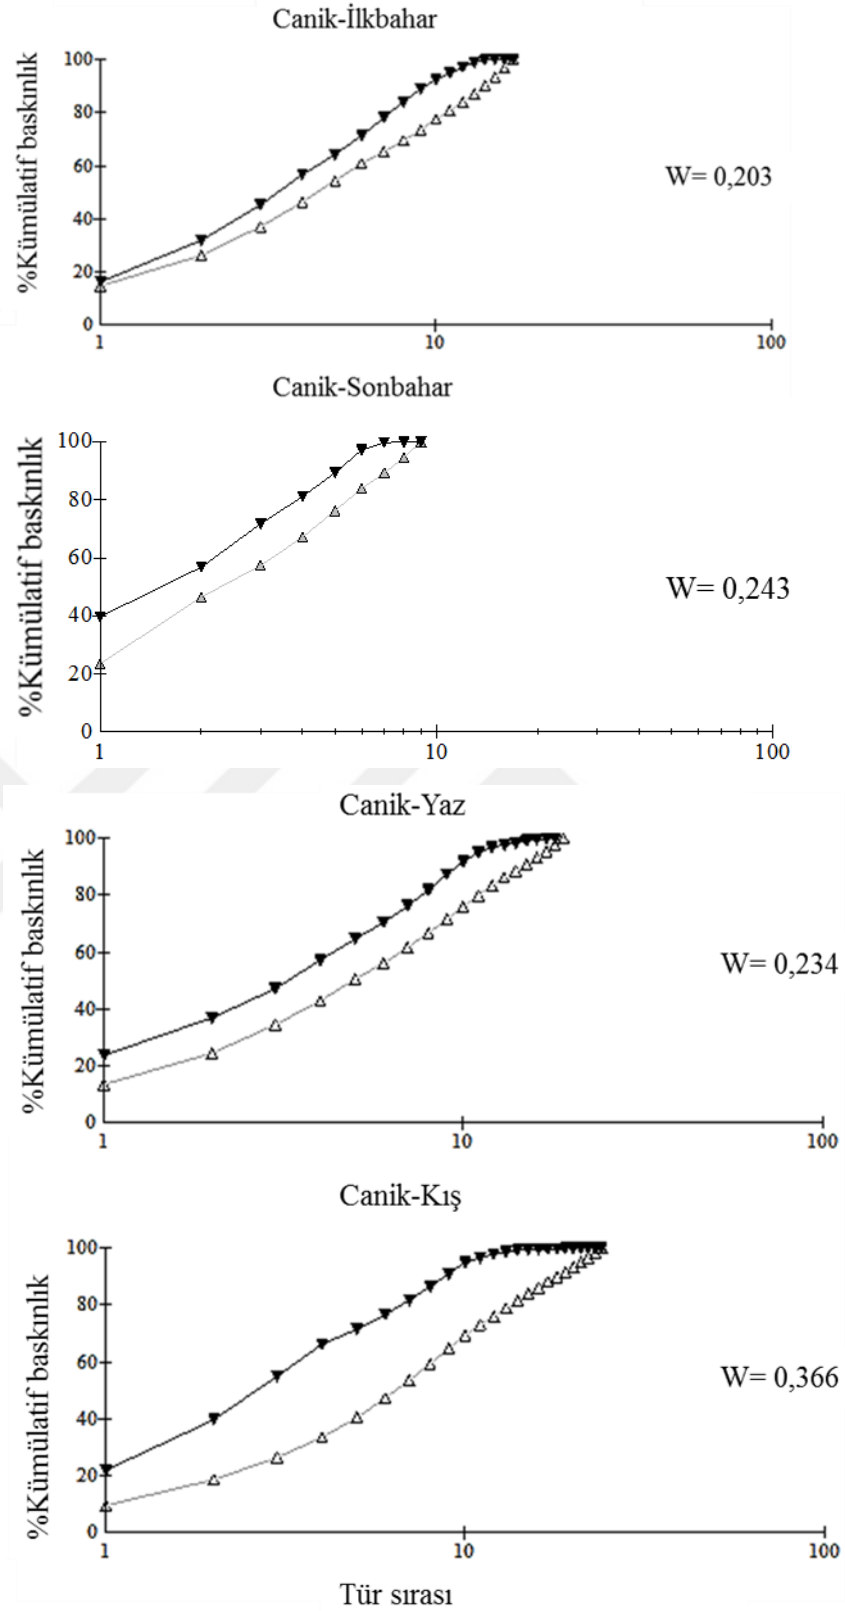 Canik-İlkbahar
%Kümülatif baskınlık
100
80
60
40
20
0
1 10 100
W= 0,203
Canik-Sonbahar
%Kümülatif baskınlık
100
80
60
40
20
0
1 10 100
W= 0,243
Canik-Yaz
%Kümülatif baskınlık
100
80
60
40
20
0
1 10 100
W= 0,234
Canik-Kış
%Kümülatif baskınlık
100
80
60
40
20
0
1 10 100
W= 0,366
Tür sırası